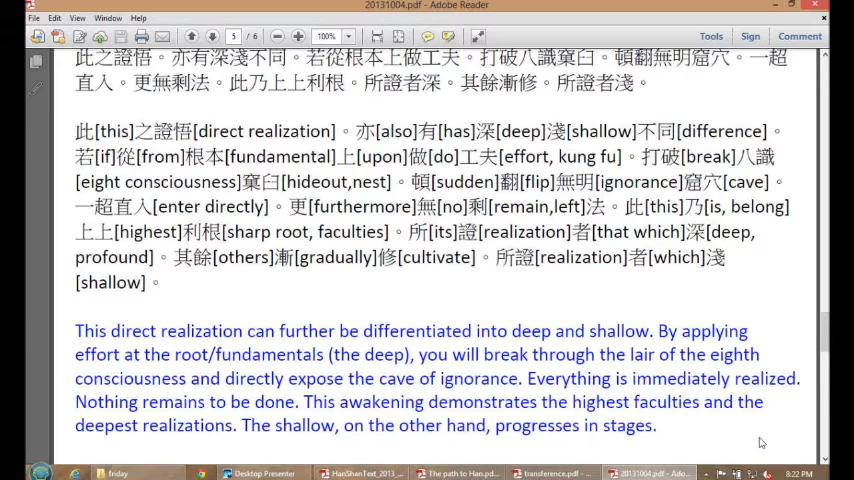 20131004.pdf - Adobe Reader
File Edit View Window Help
5 / 6 100% Tools Sign Comment
此之證悟。亦有深淺不同。若從根本上做工夫。打破八識窠臼。頓翻無明窟穴。一超
直入。更無剩法。此乃上上利根。所證者深。其餘漸修。所證者淺。
此[this]之證悟[direct realization]。亦[also]有[has]深[deep]淺[shallow]不同[difference]。
若[if]從[from]根本[fundamental]上[upon]做[do]工夫[effort, kung fu]。打破[break]八識
[eight consciousness]窠臼[hideout,nest]。頓[sudden]翻[flip]無明[ignorance]窟穴[cave]。
一超直入[enter directly]。更[furthermore]無[no]剩[remain,left]法。此[this]乃[is, belong]
上上[highest]利根[sharp root, faculties]。所[its]證[realization]者[that which]深[deep,
profound]。其餘[others]漸[gradually]修[cultivate]。所證[realization]者[which]淺
[shallow]。
This direct realization can further be differentiated into deep and shallow. By applying
effort at the root/fundamentals (the deep), you will break through the lair of the eighth
consciousness and directly expose the cave of ignorance. Everything is immediately realized.
Nothing remains to be done. This awakening demonstrates the highest faculties and the
deepest realizations. The shallow, on the other hand, progresses in stages.
friday Desktop Presenter HanShanText_2013_... The path to Han.pd... transference.pdf - ... 20131004.pdf - Ado... 8:22 PM